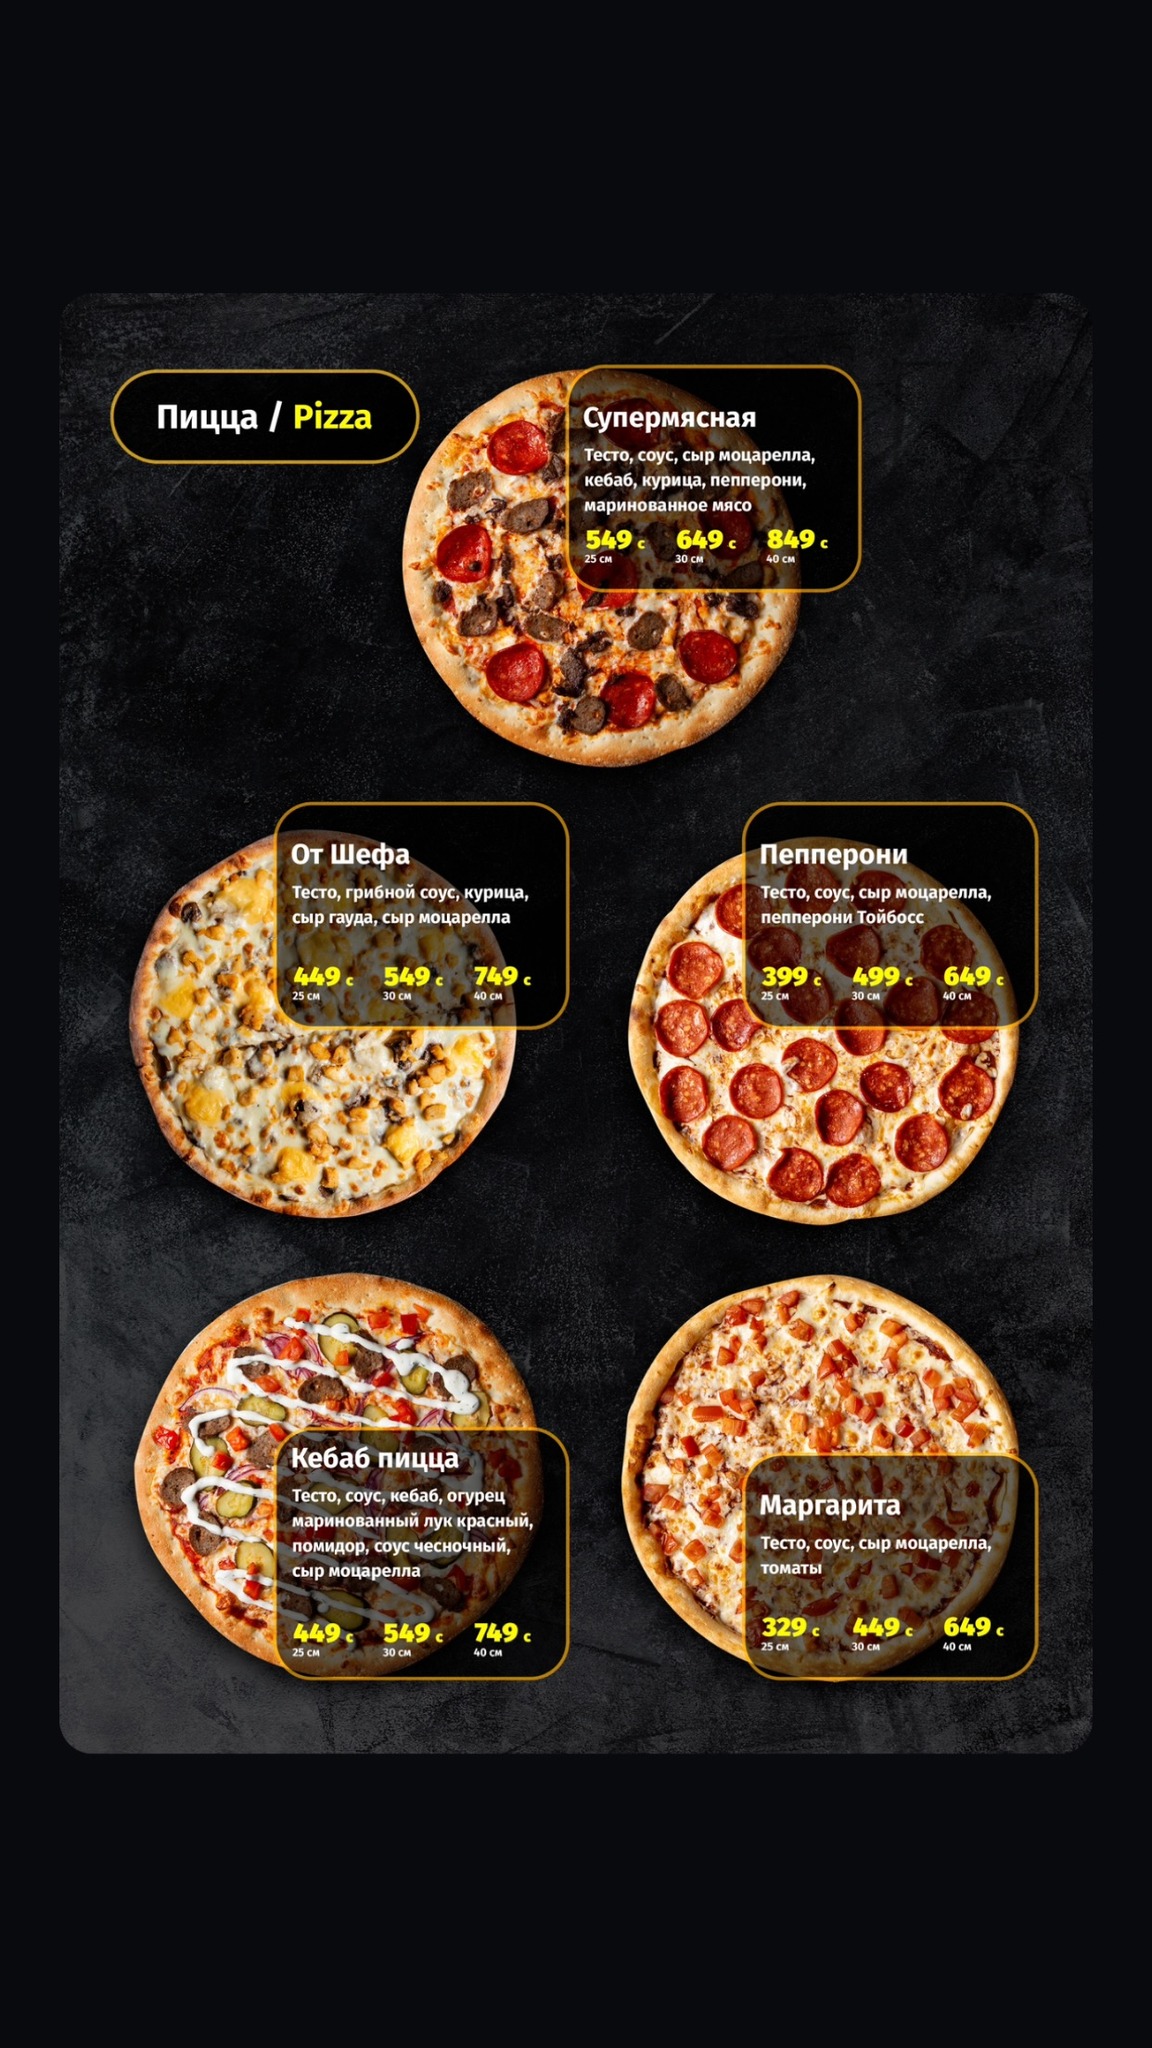 Пицца / Pizza
Супермясная
Тесто, соус, сыр моцарелла,
кебаб, курица, пепперони,
маринованное мясо
549 с 649 с 849 с
25 см 30 см 40 см
От Шефа
Тесто, грибной соус, курица,
сыр гауда, сыр моцарелла
449 с 549 с 749 с
25 см 30 см 40 см
Пепперони
Тесто, соус, сыр моцарелла,
пепперони Тойбосс
399 с 499 с 649 с
25 см 30 см 40 см
Кебаб пицца
Тесто, соус, кебаб, огурец
маринованный лук красный,
помидор, соус чесночный,
сыр моцарелла
449 с 549 с 749 с
25 см 30 см 40 см
Маргарита
Тесто, соус, сыр моцарелла,
томаты
329 с 449 с 649 с
25 см 30 см 40 см